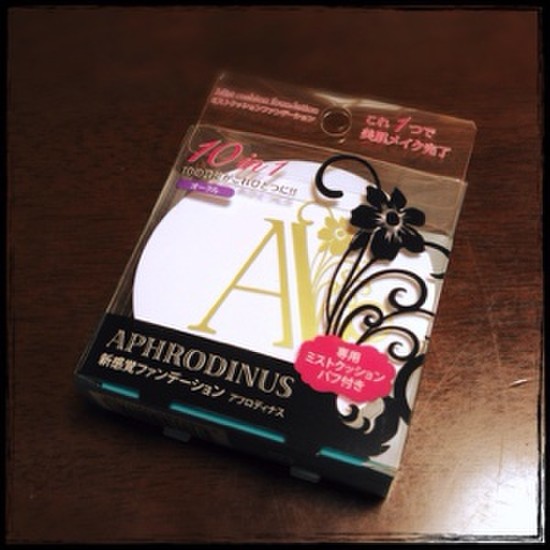 Mist cushion foundation
ミストクッションファンデーション
これ1つで
美肌メイク完了
10 in 1
10の効果がこれひとつに!!
オークル
A
APHRODINUS
新感覚ファンデーション アフロディナス
専用
ミストクッション
パフ付き